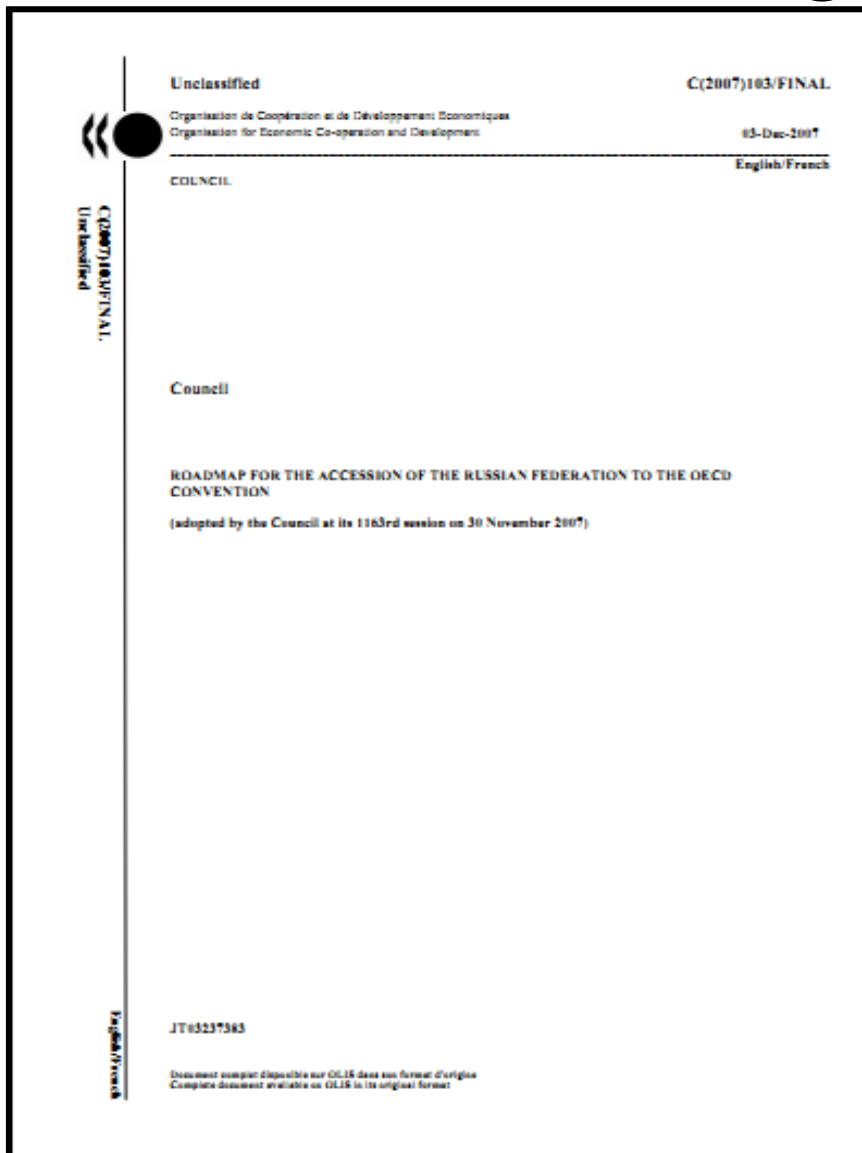 Unclassified
C(2007)103/FINAL
Organisation de Coopération et de Développement Economiques
Organisation for Economic Co-operation and Development
03-Dec-2007
English/French
COUNCIL
C(2007)103/FINAL
Unclassified
Council
ROADMAP FOR THE ACCESSION OF THE RUSSIAN FEDERATION TO THE OECD
CONVENTION
(adopted by the Council at its 1163rd session on 30 November 2007)
English/French
JT03237383
Document complet disponible sur OLIS dans son format d'origine
Complete document available on OLIS in its original format